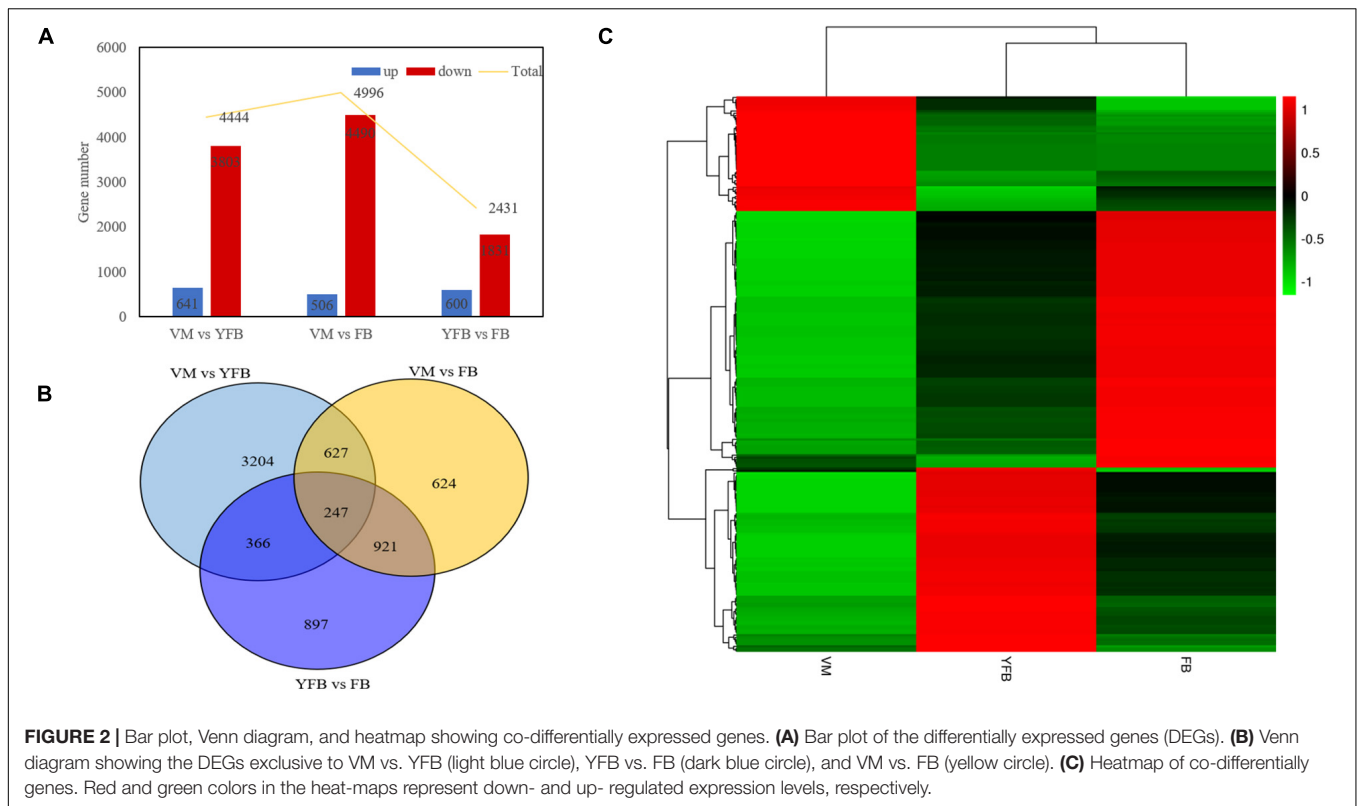 A
6000
5000
4000
3000
2000
1000
0
Gene number
up down Total
4444
4996
2431
3803
4490
1831
641
506
600
VM vs YFB VM vs FB YFB vs FB
B
VM vs YFB
VM vs FB
3204
627
624
247
366
921
897
YFB vs FB
C
1
0.5
0
-0.5
-1
VM
YFB
FB
FIGURE 2 | Bar plot, Venn diagram, and heatmap showing co-differentially expressed genes. (A) Bar plot of the differentially expressed genes (DEGs). (B) Venn
diagram showing the DEGs exclusive to VM vs. YFB (light blue circle), YFB vs. FB (dark blue circle), and VM vs. FB (yellow circle). (C) Heatmap of co-differentially
genes. Red and green colors in the heat-maps represent down- and up- regulated expression levels, respectively.